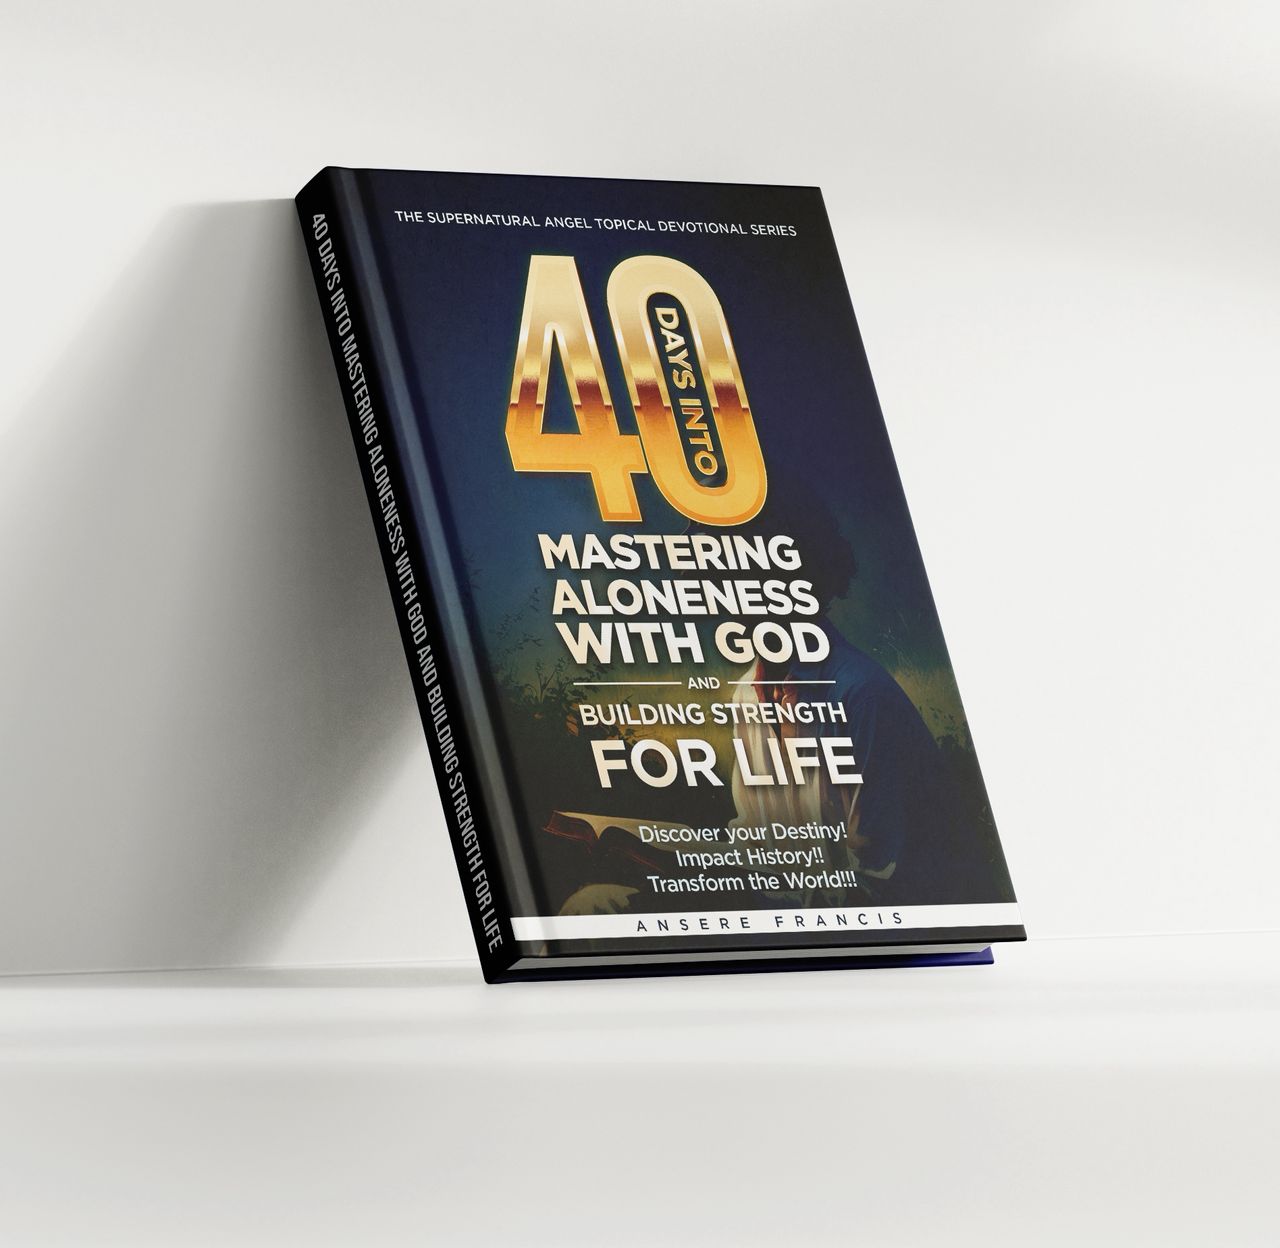 THE SUPERNATURAL ANGEL TOPICAL DEVOTIONAL SERIES
40
DAYS INTO
MASTERING
ALONENESS
WITH GOD
AND
BUILDING STRENGTH
FOR LIFE
Discover your Destiny!
Impact History!!
Transform the World!!!
ANSERE FRANCIS
40 DAYS INTO MASTERING ALONENESS WITH GOD AND BUILDING STRENGTH FOR LIFE